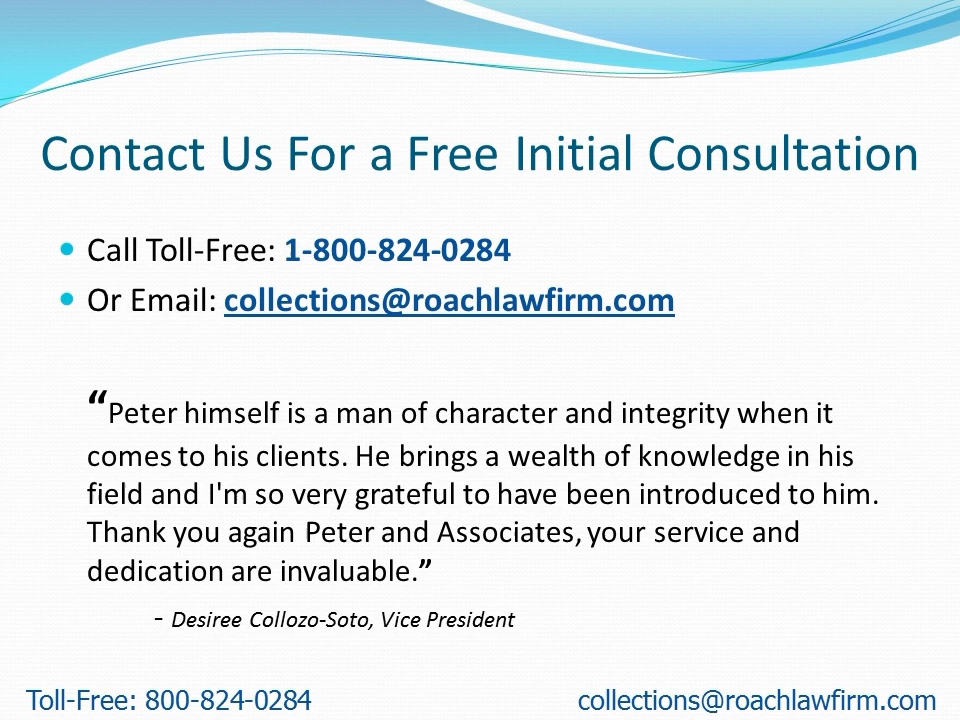 Contact Us For a Free Initial Consultation
• Call Toll-Free: 1-800-824-0284
• Or Email: collections@roachlawfirm.com
“Peter himself is a man of character and integrity when it
comes to his clients. He brings a wealth of knowledge in his
field and I'm so very grateful to have been introduced to him.
Thank you again Peter and Associates, your service and
dedication are invaluable.”
- Desiree Collozo-Soto, Vice President
Toll-Free: 800-824-0284 collections@roachlawfirm.com